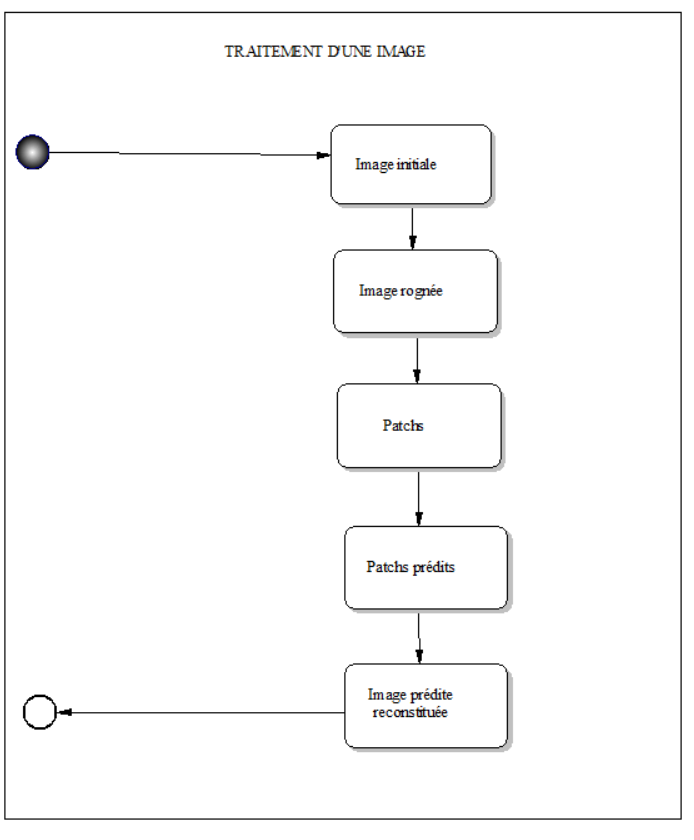 TRAITEMENT D'UNE IMAGE
Image initiale
Image rognée
Patchs
Patchs prédits
Image prédite
reconstituée